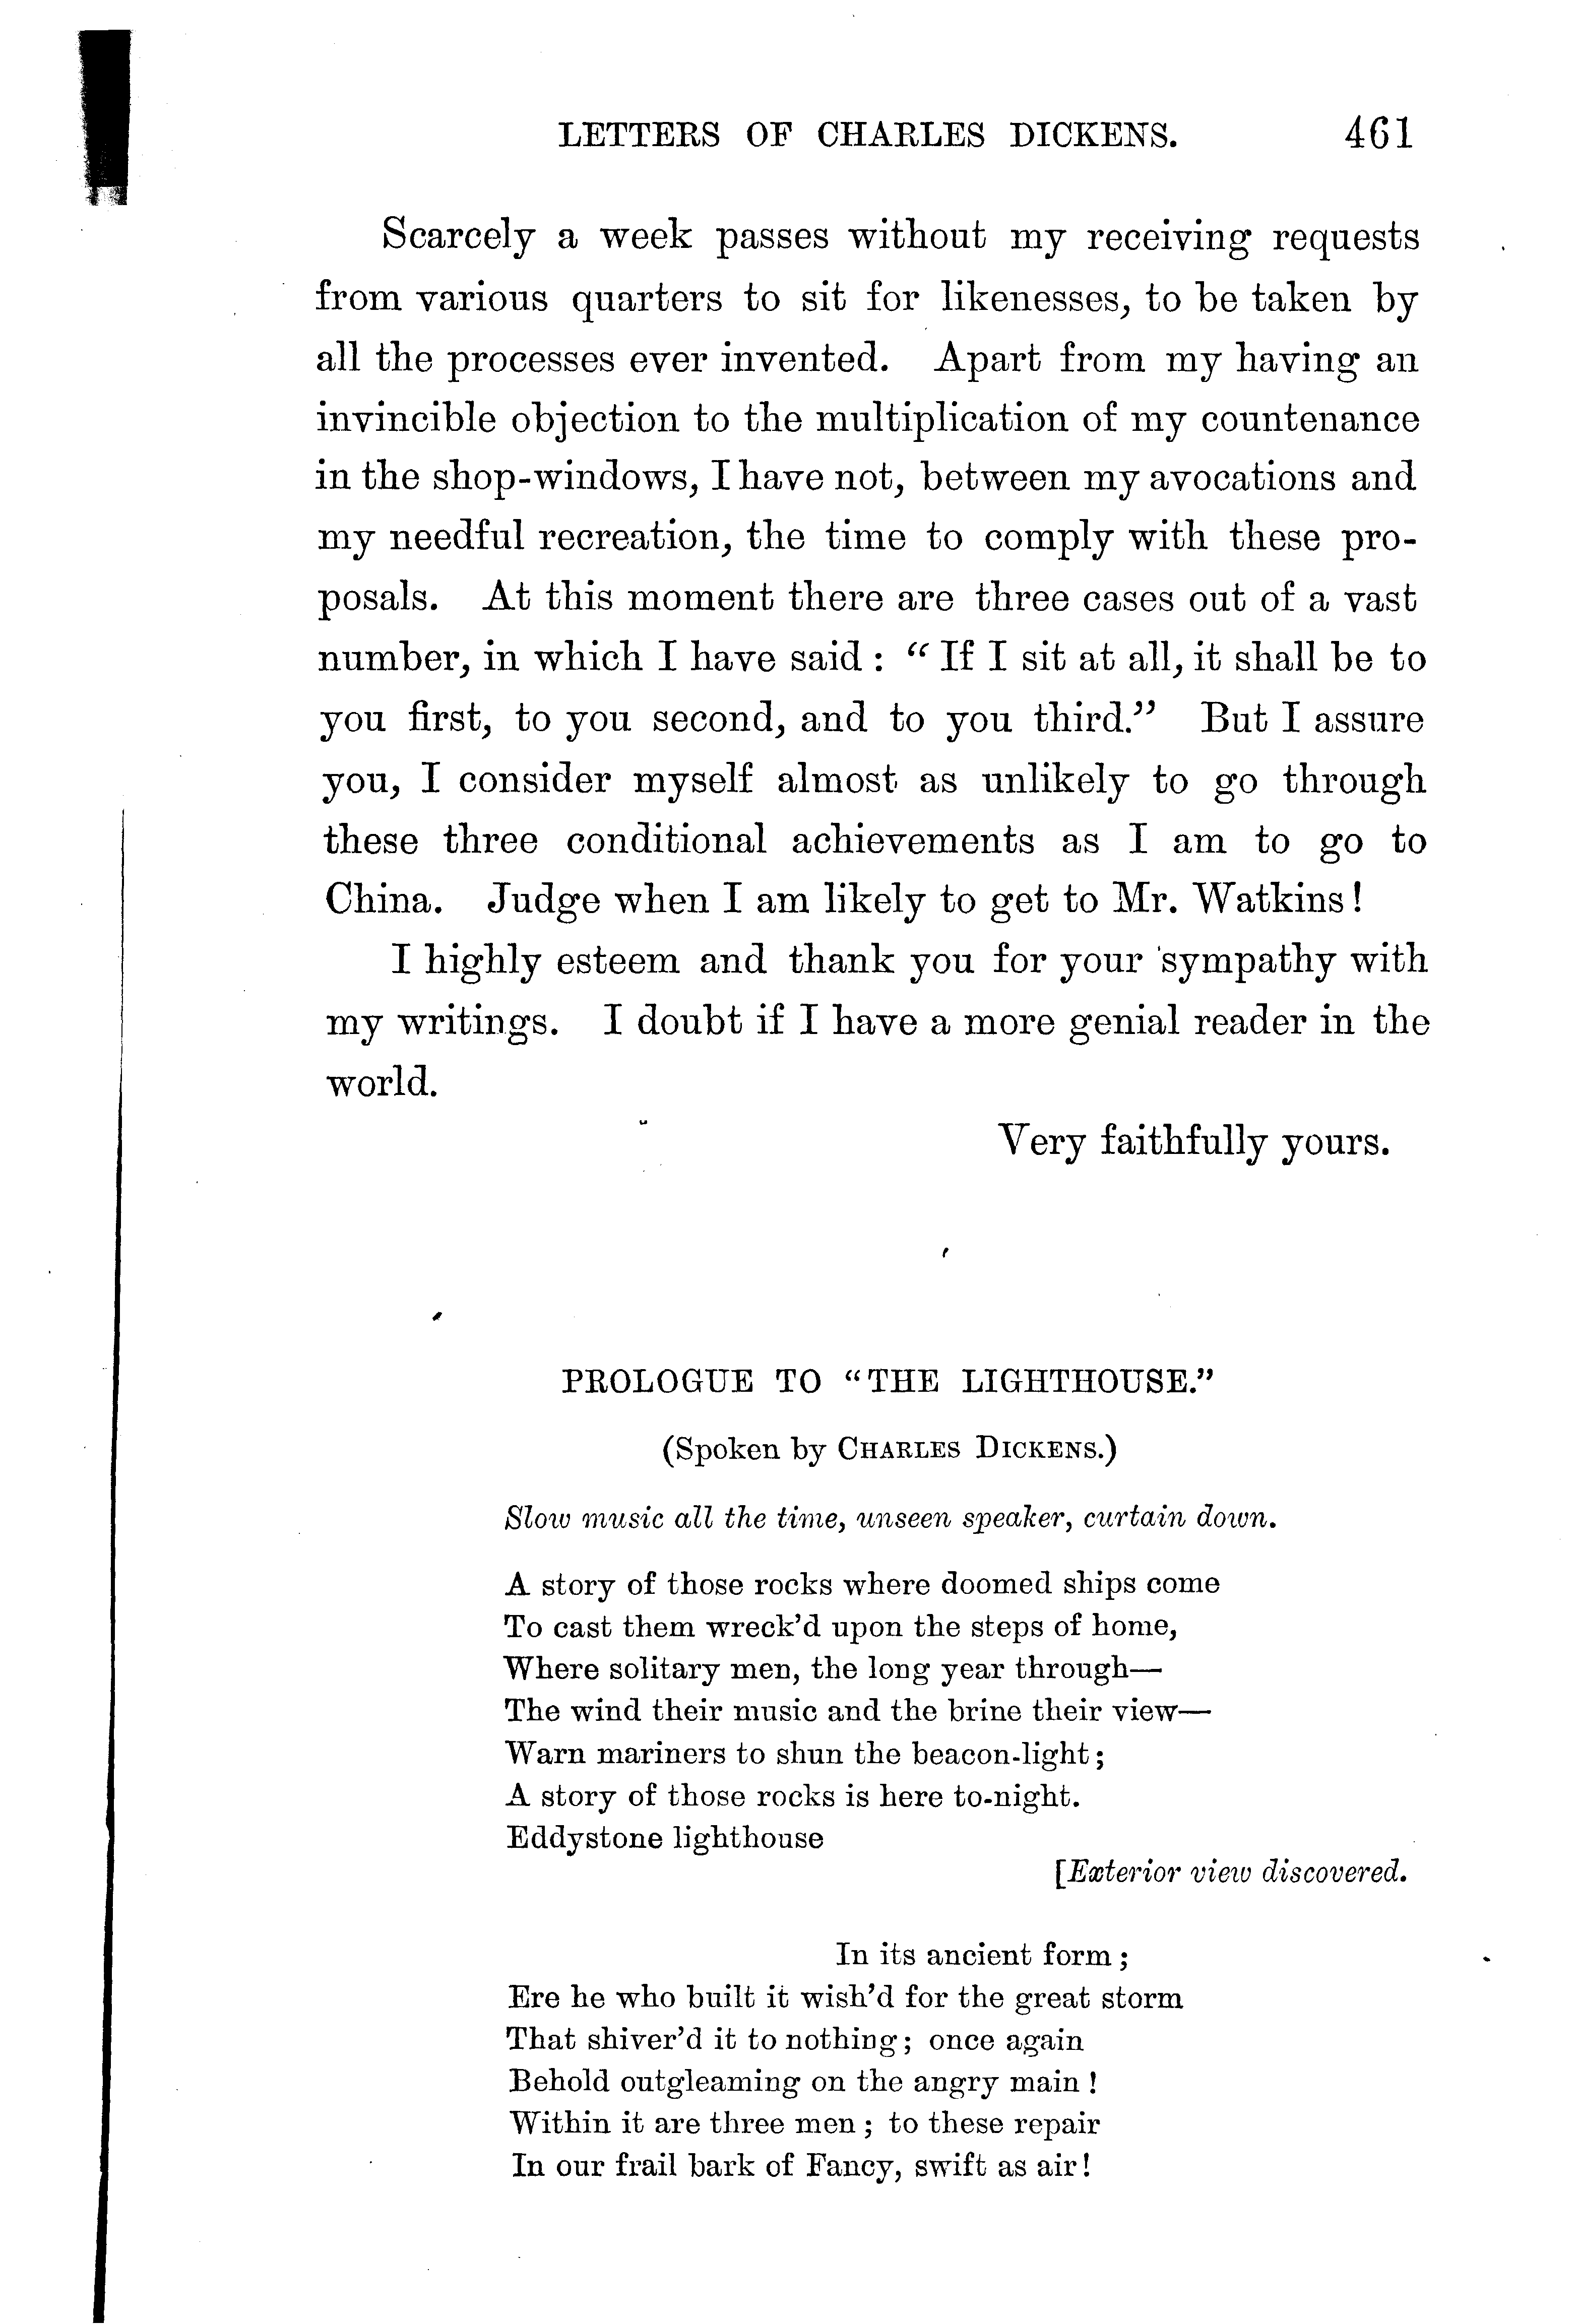 LETTERS OF CHARLES DICKENS. 461
Scarcely a week passes without my receiving requests
from various quarters to sit for likenesses, to be taken by
all the processes ever invented. Apart from my having an
invincible objection to the multiplication of my countenance
in the shop-windows, I have not, between my avocations and
my needful recreation, the time to comply with these pro-
posals. At this moment there are three cases out of a vast
number, in which I have said : “ If I sit at all, it shall be to
you first, to you second, and to you third.” But I assure
you, I consider myself almost as unlikely to go through
these three conditional achievements as I am to go to
China. Judge when I am likely to get to Mr. Watkins!
I highly esteem and thank you for your sympathy with
my writings. I doubt if I have a more genial reader in the
world.
Very faithfully yours.
PROLOGUE TO “THE LIGHTHOUSE.”
(Spoken by CHARLES DICKENS.)
Slow music all the time, unseen speaker, curtain down.
A story of those rocks where doomed ships come
To cast them wreck’d upon the steps of home,
Where solitary men, the long year through—
The wind their music and the brine their view—
Warn mariners to shun the beacon-light;
A story of those rocks is here to-night.
Eddystone lighthouse
[Exterior view discovered.
In its ancient form ;
Ere he who built it wish’d for the great storm
That shiver’d it to nothing; once again
Behold outgleaming on the angry main !
Within it are three men ; to these repair
In our frail bark of Fancy, swift as air!